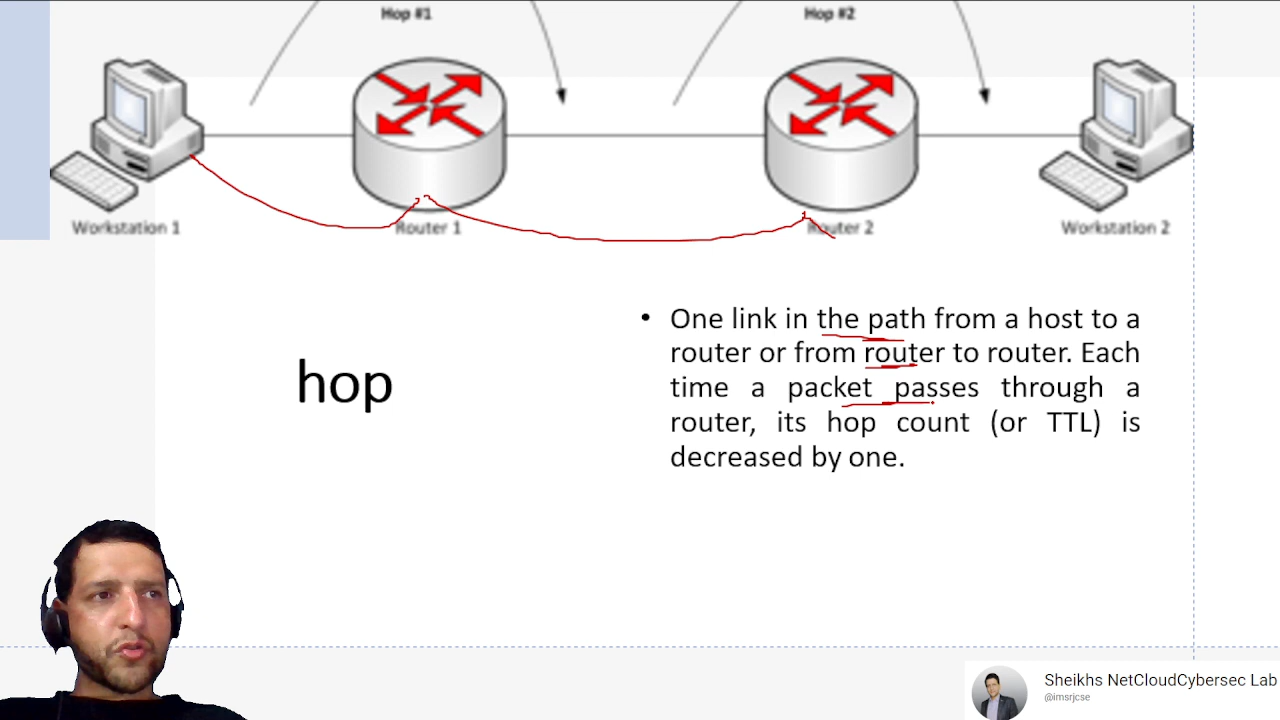 Hop #1
Hop #2
Workstation 1
Router 1
Router 2
Workstation 2
hop
• One link in the path from a host to a
router or from router to router. Each
time a packet passes through a
router, its hop count (or TTL) is
decreased by one.
Sheikhs NetCloudCybersec Lab
@imsrjcse